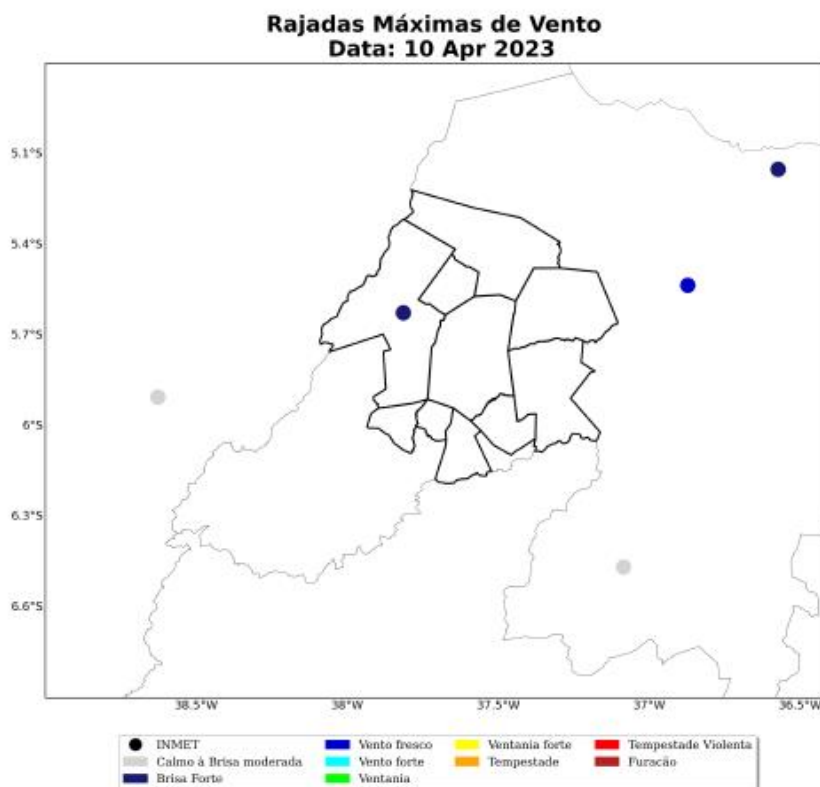 Rajadas Máximas de Vento
Data: 10 Apr 2023
5.1°S
5.4°S
5.7°S
6°S
6.3°S
6.6°S
38.5°W 38°W 37.5°W 37°W 36.5°W
INMET Vento fresco Ventania forte Tempestade Violenta
Calmo à Brisa moderada Vento forte Tempestade Furacão
Brisa Forte Ventania